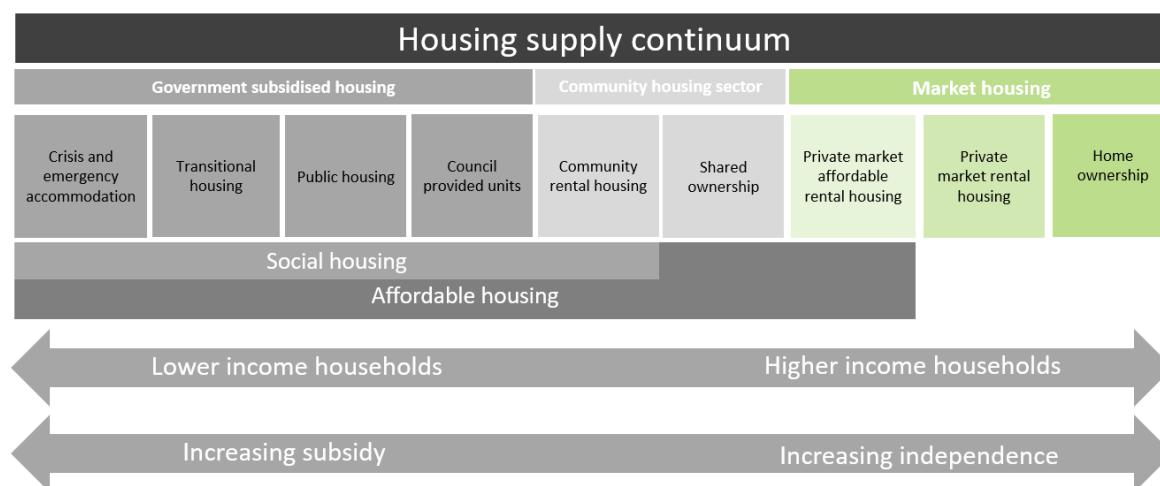 Housing supply continuum
Government subsidised housing
Community housing sector
Market housing
Crisis and
emergency
accommodation
Transitional
housing
Public housing
Council
provided units
Community
rental housing
Shared
ownership
Private market
affordable
rental housing
Private
market rental
housing
Home
ownership
Social housing
Affordable housing
Lower income households
Higher income households
Increasing subsidy
Increasing independence